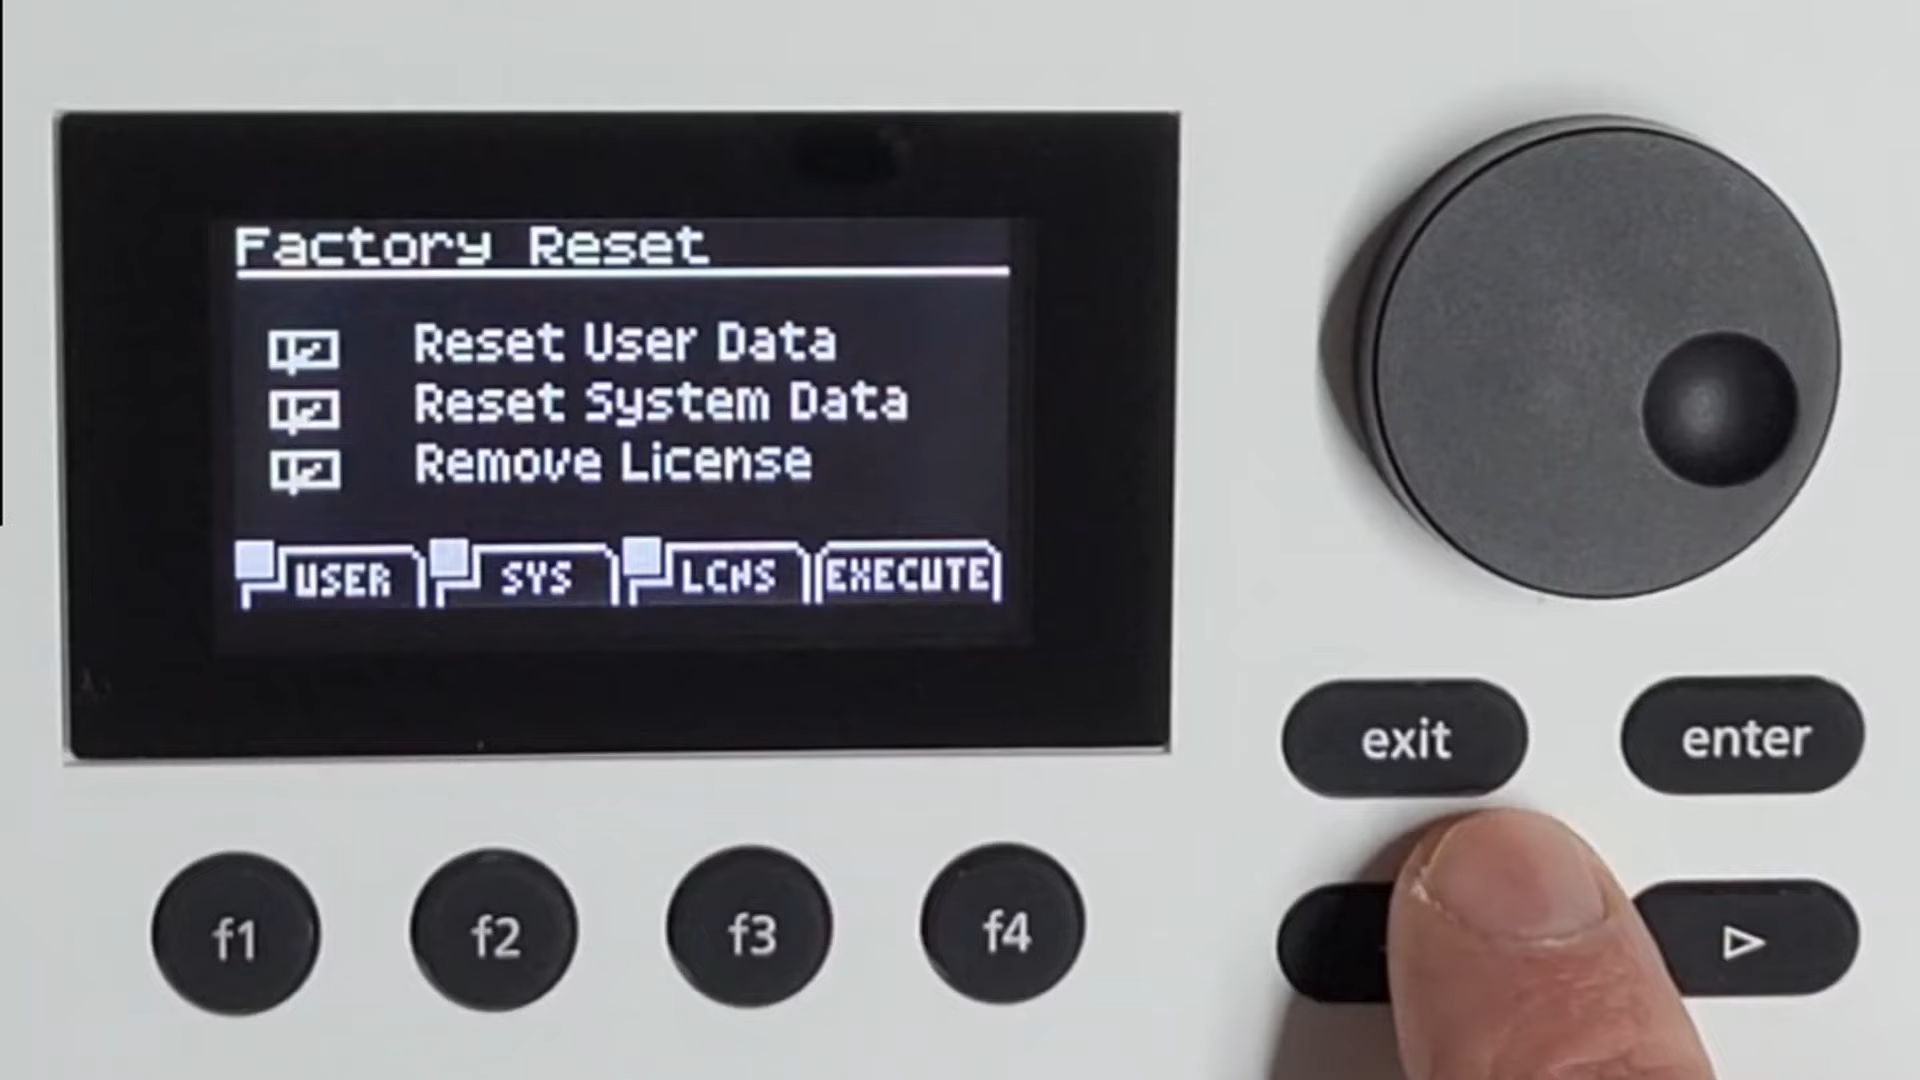 Factory Reset
Reset User Data
Reset System Data
Remove License
USER SYS LCNS EXECUTE
exit enter
f1 f2 f3 f4